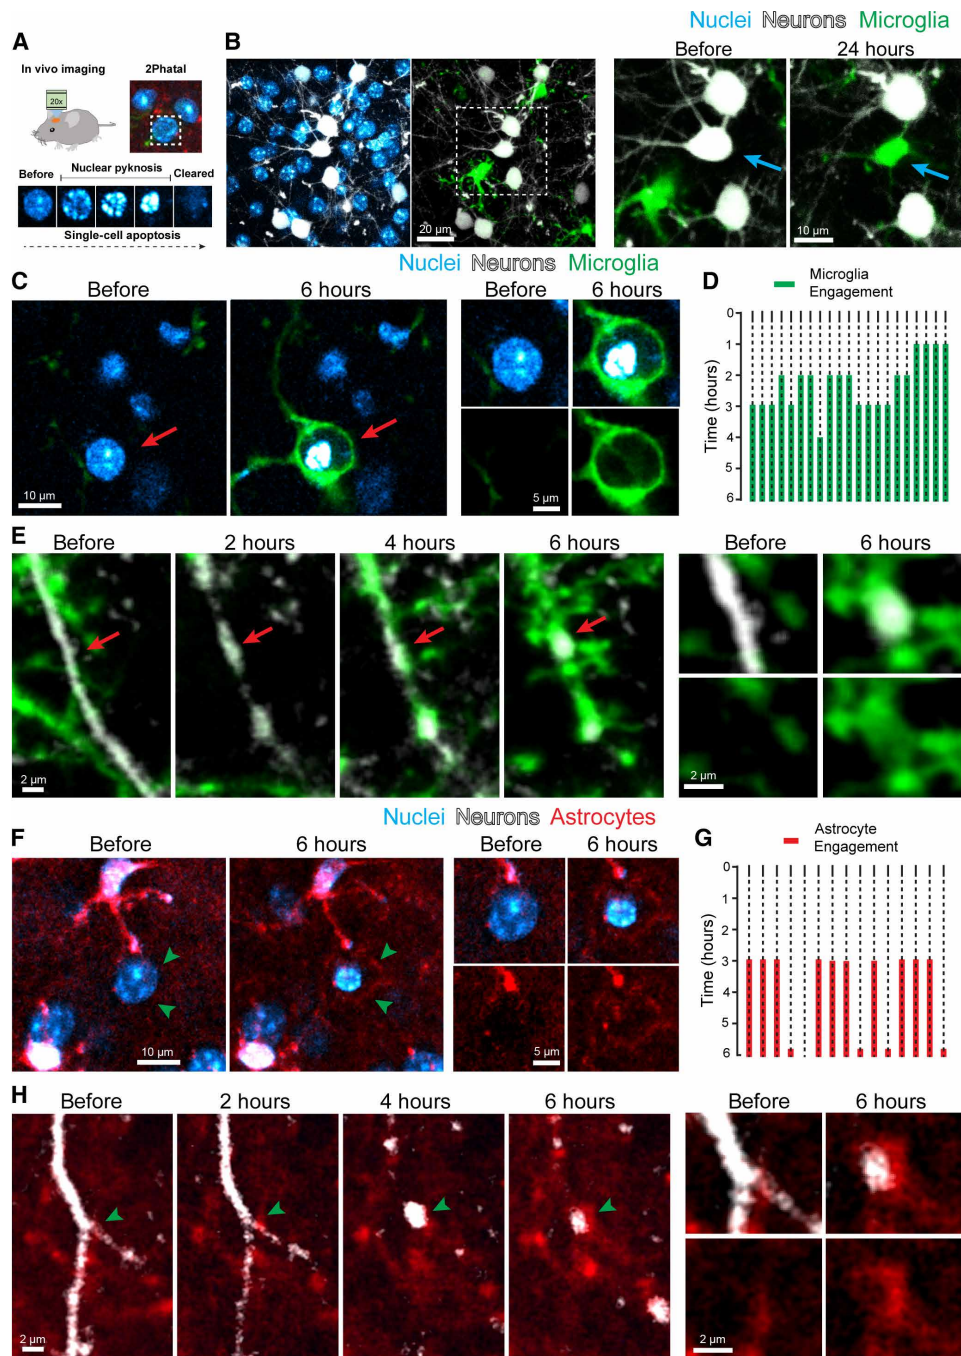 Nuclei Neurons Microglia
A
In vivo imaging
2Phatal
20x
Before
Nuclear pyknosis
Cleared
Single-cell apoptosis
B
20 µm
Before
24 hours
10 µm
Nuclei Neurons Microglia
C
Before
6 hours
10 µm
Before
6 hours
5 µm
D
Microglia
Engagement
Time (hours)
0
1
2
3
4
5
6
E
Before
2 hours
4 hours
6 hours
2 µm
Before
6 hours
2 µm
Nuclei Neurons Astrocytes
F
Before
6 hours
10 µm
Before
6 hours
5 µm
G
Astrocyte
Engagement
Time (hours)
0
1
2
3
4
5
6
H
Before
2 hours
4 hours
6 hours
2 µm
Before
6 hours
2 µm